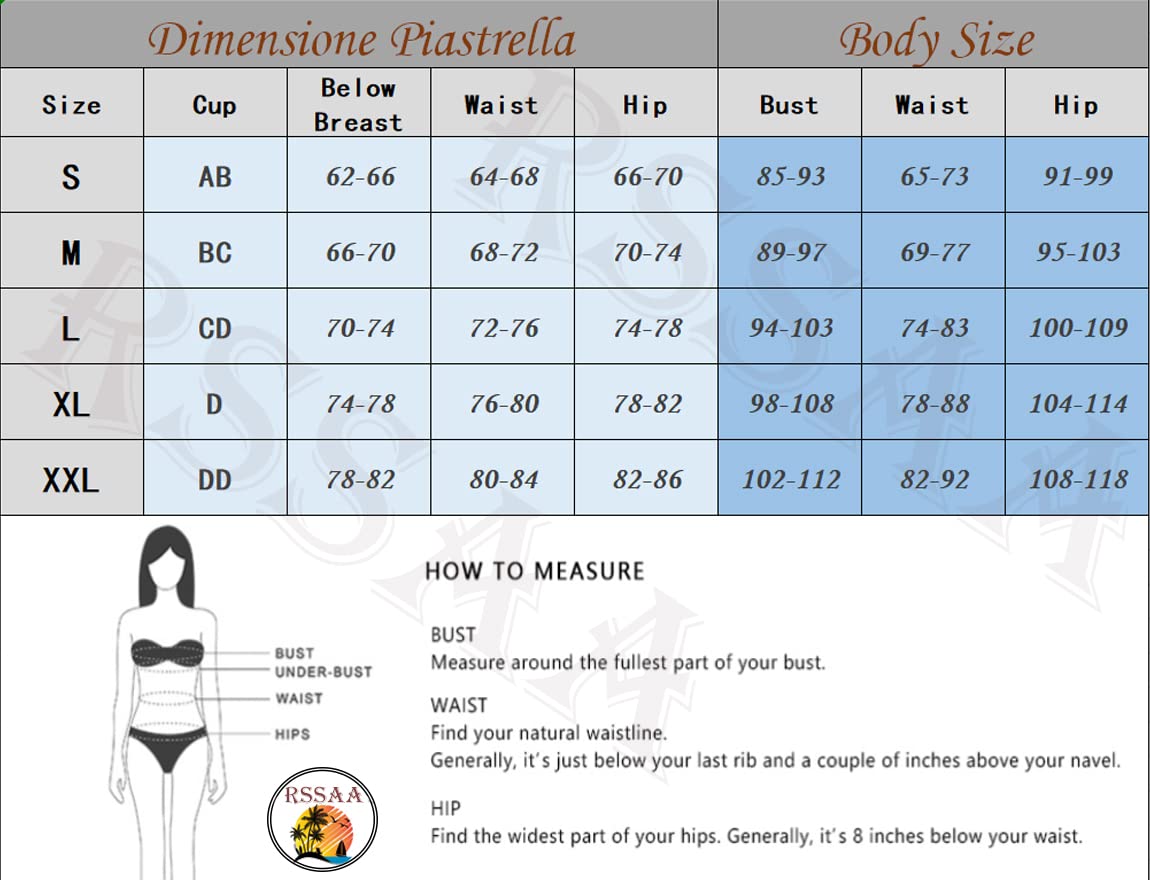 Dimensione Piastrella Body Size
Size Cup Below Breast Waist Hip Bust Waist Hip
S AB 62-66 64-68 66-70 85-93 65-73 91-99
M BC 66-70 68-72 70-74 89-97 69-77 95-103
L CD 70-74 72-76 74-78 94-103 74-83 100-109
XL D 74-78 76-80 78-82 98-108 78-88 104-114
XXL DD 78-82 80-84 82-86 102-112 82-92 108-118
RSSAA
RSSAA
BUST
UNDER-BUST
WAIST
HIPS
RSSAA
HOW TO MEASURE
BUST
Measure around the fullest part of your bust.
WAIST
Find your natural waistline.
Generally, it's just below your last rib and a couple of inches above your navel.
HIP
Find the widest part of your hips. Generally, it's 8 inches below your waist.